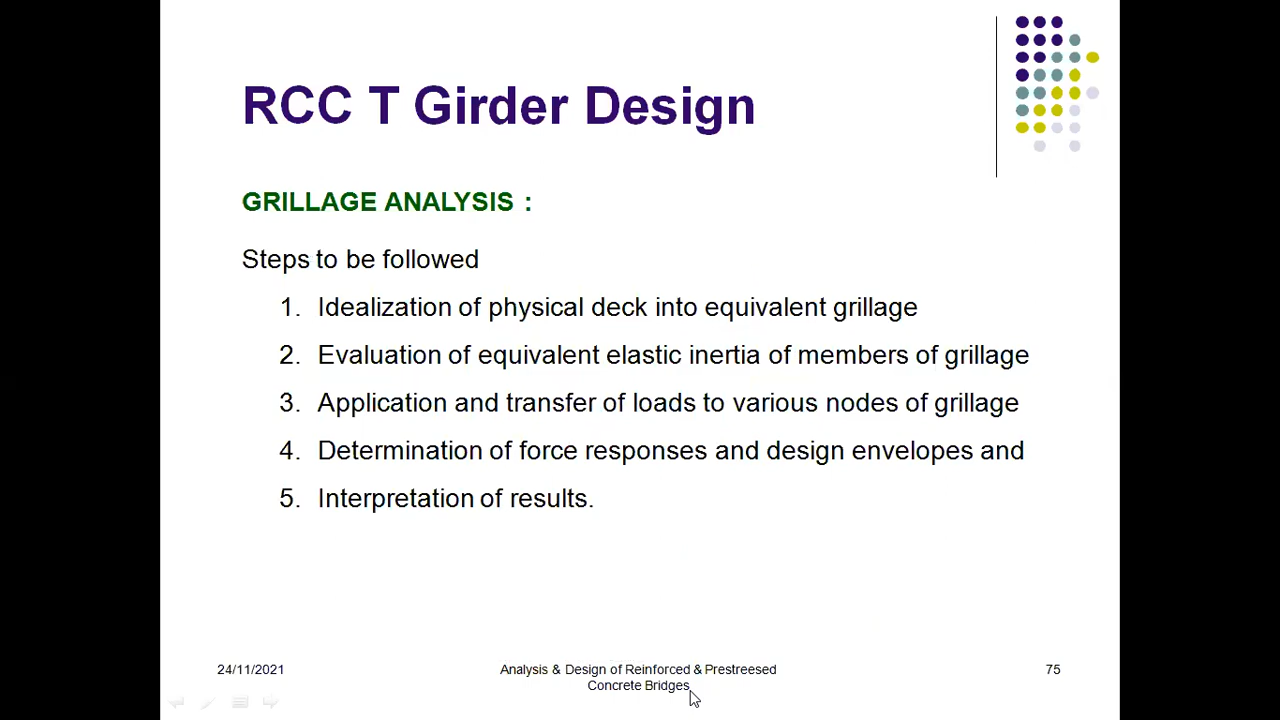 RCC T Girder Design
GRILLAGE ANALYSIS :
Steps to be followed
1. Idealization of physical deck into equivalent grillage
2. Evaluation of equivalent elastic inertia of members of grillage
3. Application and transfer of loads to various nodes of grillage
4. Determination of force responses and design envelopes and
5. Interpretation of results.
24/11/2021
Analysis & Design of Reinforced & Prestreesed
Concrete Bridges
75